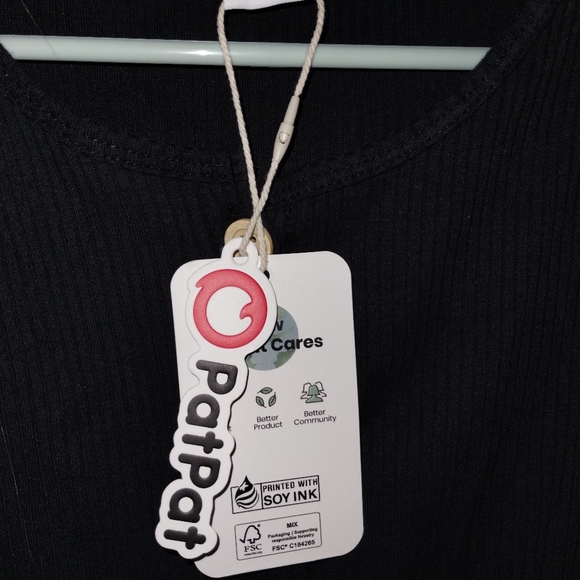 PatPat
Cares
Better
Product
Better
Community
PRINTED WITH
SOY INK
FSC
MIX
Packaging | Supporting
responsible forestry
FSC® C184265